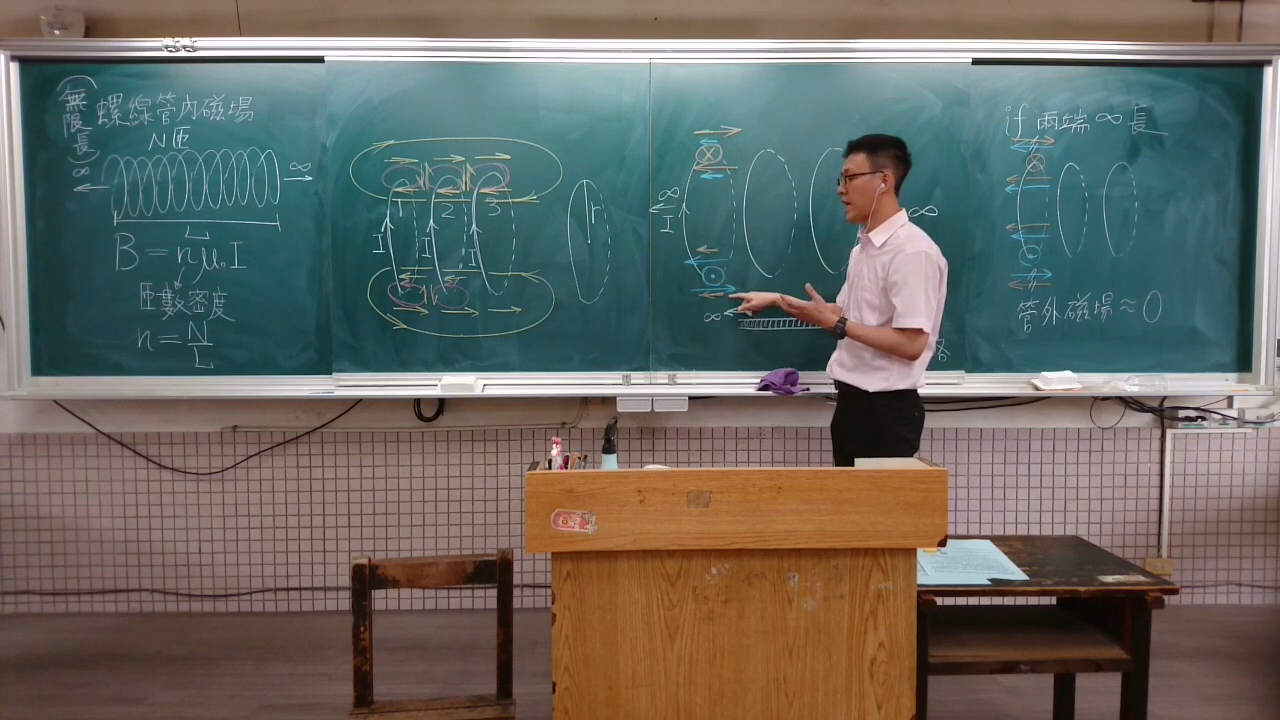 (無限長)
螺線管內磁場
N匝
∞ ∞
L
B = nμ₀I
匝數密度
n = N/L
1 2 3
I I I
r
∞
I
∞
∞
if 兩端∞長
管外磁場≈0